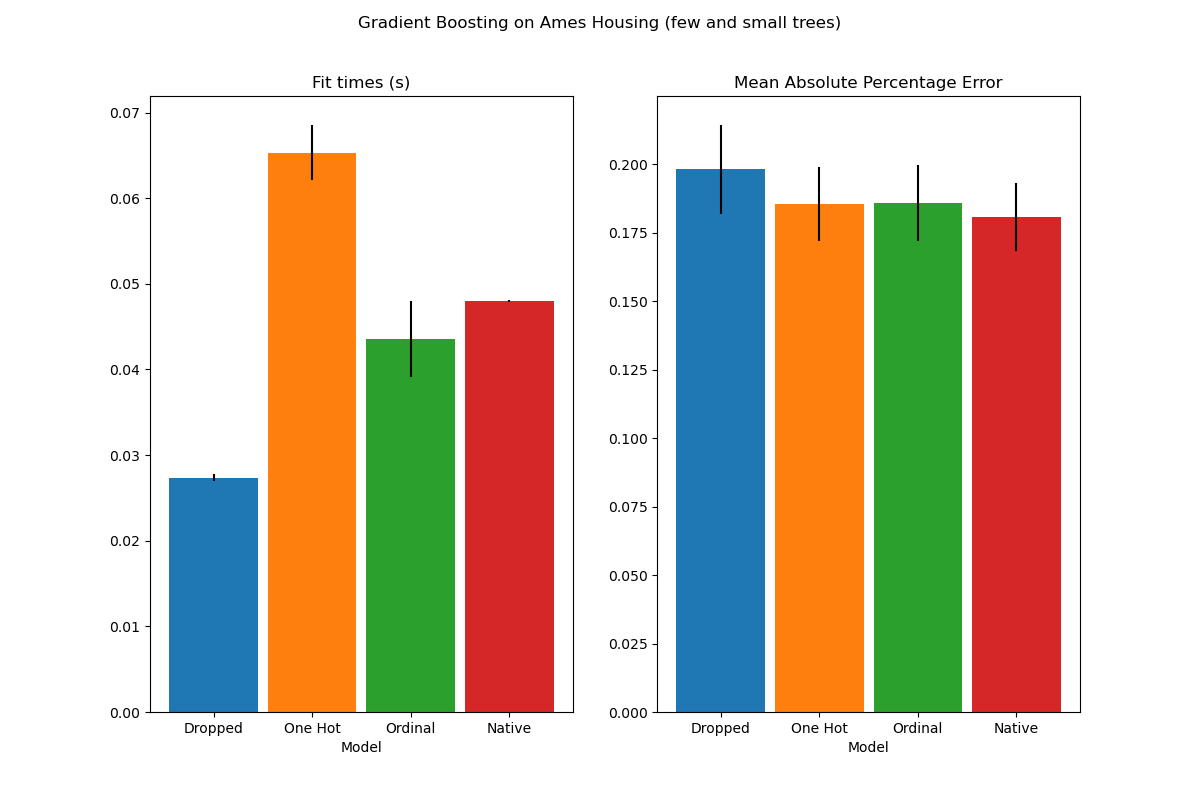 Gradient Boosting on Ames Housing (few and small trees)
Fit times (s)
0.07
0.06
0.05
0.04
0.03
0.02
0.01
0.00
Dropped One Hot Ordinal Native
Model
Mean Absolute Percentage Error
0.200
0.175
0.150
0.125
0.100
0.075
0.050
0.025
0.000
Dropped One Hot Ordinal Native
Model